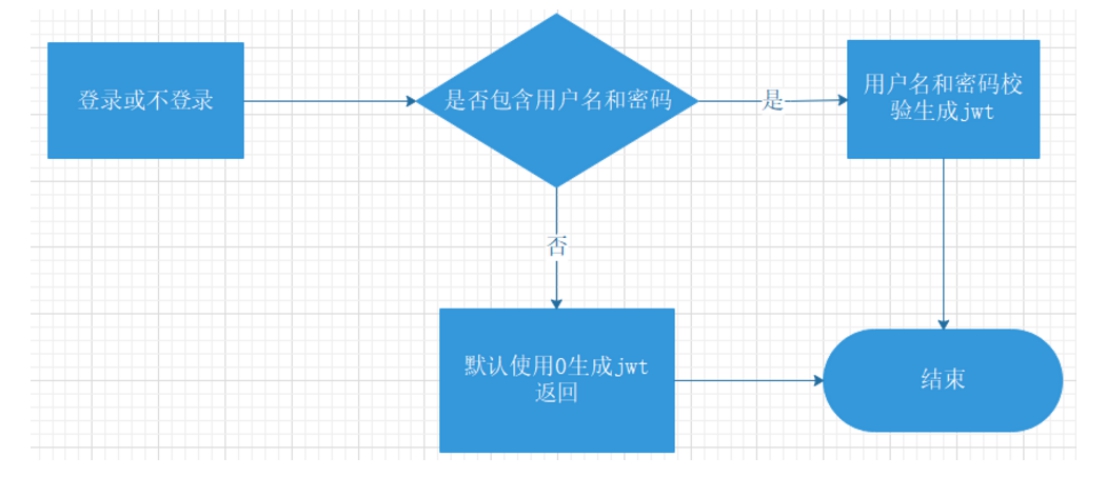 登录或不登录
是否包含用户名和密码
是
用户名和密码校
验生成jwt
否
默认使用0生成jwt
返回
结束